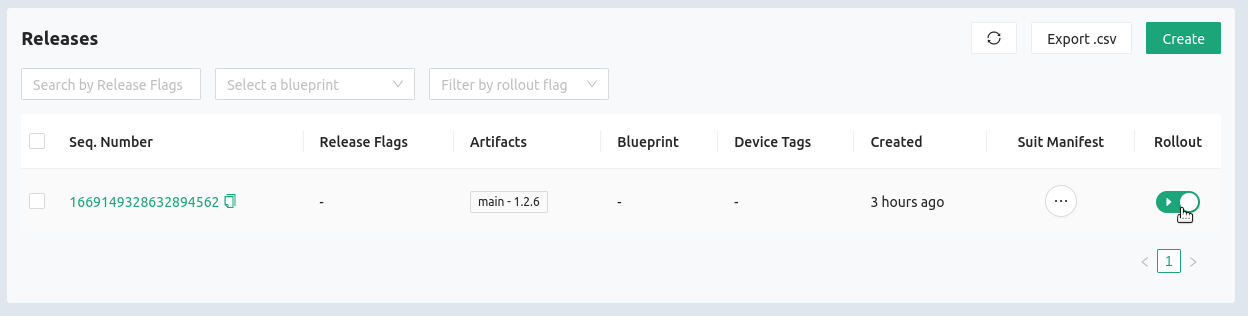 Releases Export .csv Create
Search by Release Flags Select a blueprint Filter by rollout flag
Seq. Number Release Flags Artifacts Blueprint Device Tags Created Suit Manifest Rollout
1669149328632894562 - main - 1.2.6 - - 3 hours ago ...
< 1 >